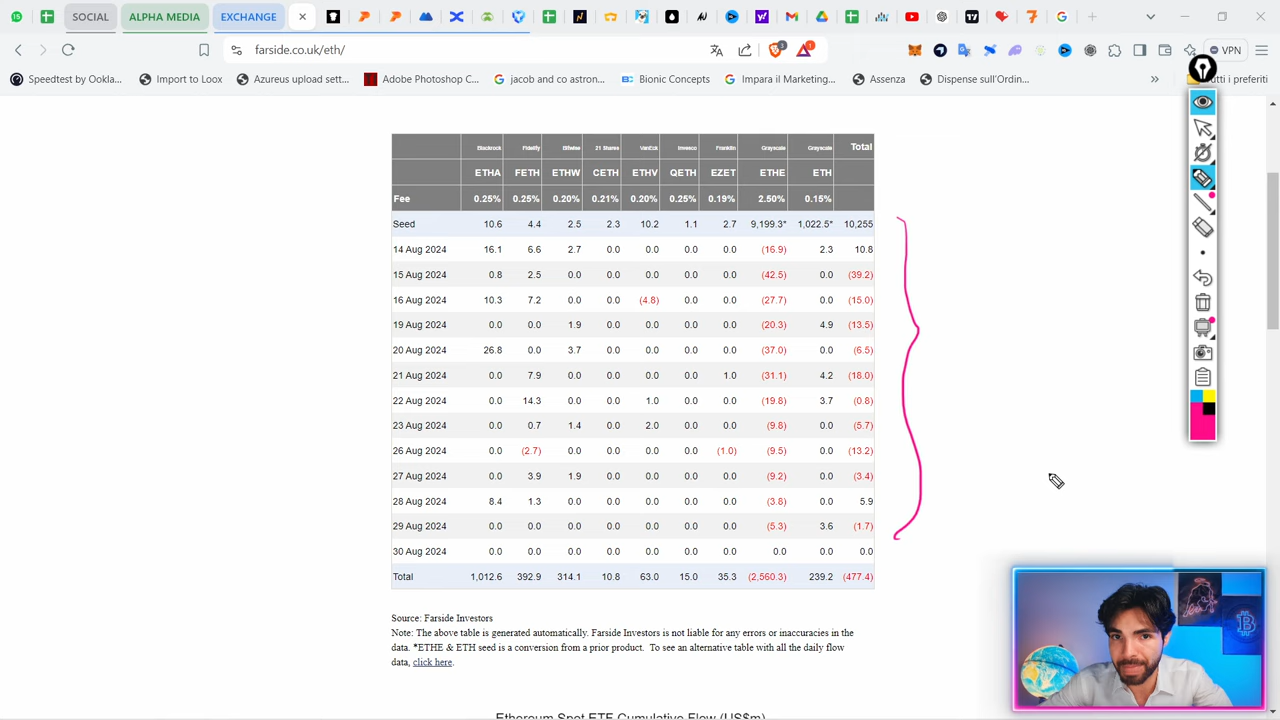 SOCIAL ALPHA MEDIA EXCHANGE
farside.co.uk/eth/ VPN
Speedtest by Ookla... Import to Loox Azureus upload sett... Adobe Photoshop C... jacob and co astron... Bionic Concepts Impara il Marketing... Assenza Dispense sull'Ordin... » Tutti i preferiti
Blackrock Fidelity Bitwise 21 Shares VanEck Invesco Franklin Grayscale Grayscale Total
ETHA FETH ETHW CETH ETHV QETH EZET ETHE ETH
Fee 0.25% 0.25% 0.20% 0.21% 0.20% 0.25% 0.19% 2.50% 0.15%
Seed 10.6 4.4 2.5 2.3 10.2 1.1 2.7 9,199.3* 1,022.5* 10,255
14 Aug 2024 16.1 6.6 2.7 0.0 0.0 0.0 0.0 (16.9) 2.3 10.8
15 Aug 2024 0.8 2.5 0.0 0.0 0.0 0.0 0.0 (42.5) 0.0 (39.2)
16 Aug 2024 10.3 7.2 0.0 0.0 (4.8) 0.0 0.0 (27.7) 0.0 (15.0)
19 Aug 2024 0.0 0.0 1.9 0.0 0.0 0.0 0.0 (20.3) 4.9 (13.5)
20 Aug 2024 26.8 0.0 3.7 0.0 0.0 0.0 0.0 (37.0) 0.0 (6.5)
21 Aug 2024 0.0 7.9 0.0 0.0 0.0 0.0 1.0 (31.1) 4.2 (18.0)
22 Aug 2024 0.0 14.3 0.0 0.0 1.0 0.0 0.0 (19.8) 3.7 (0.8)
23 Aug 2024 0.0 0.7 1.4 0.0 2.0 0.0 0.0 (9.8) 0.0 (5.7)
26 Aug 2024 0.0 (2.7) 0.0 0.0 0.0 0.0 (1.0) (9.5) 0.0 (13.2)
27 Aug 2024 0.0 3.9 1.9 0.0 0.0 0.0 0.0 (9.2) 0.0 (3.4)
28 Aug 2024 8.4 1.3 0.0 0.0 0.0 0.0 0.0 (3.8) 0.0 5.9
29 Aug 2024 0.0 0.0 0.0 0.0 0.0 0.0 0.0 (5.3) 3.6 (1.7)
30 Aug 2024 0.0 0.0 0.0 0.0 0.0 0.0 0.0 0.0 0.0 0.0
Total 1,012.6 392.9 314.1 10.8 63.0 15.0 35.3 (2,560.3) 239.2 (477.4)
Source: Farside Investors
Note: The above table is generated automatically. Farside Investors is not liable for any errors or inaccuracies in the
data. *ETHE & ETH seed is a conversion from a prior product. To see an alternative table with all the daily flow
data, click here.
Ethereum Spot ETF Cumulative Flow (US$m)